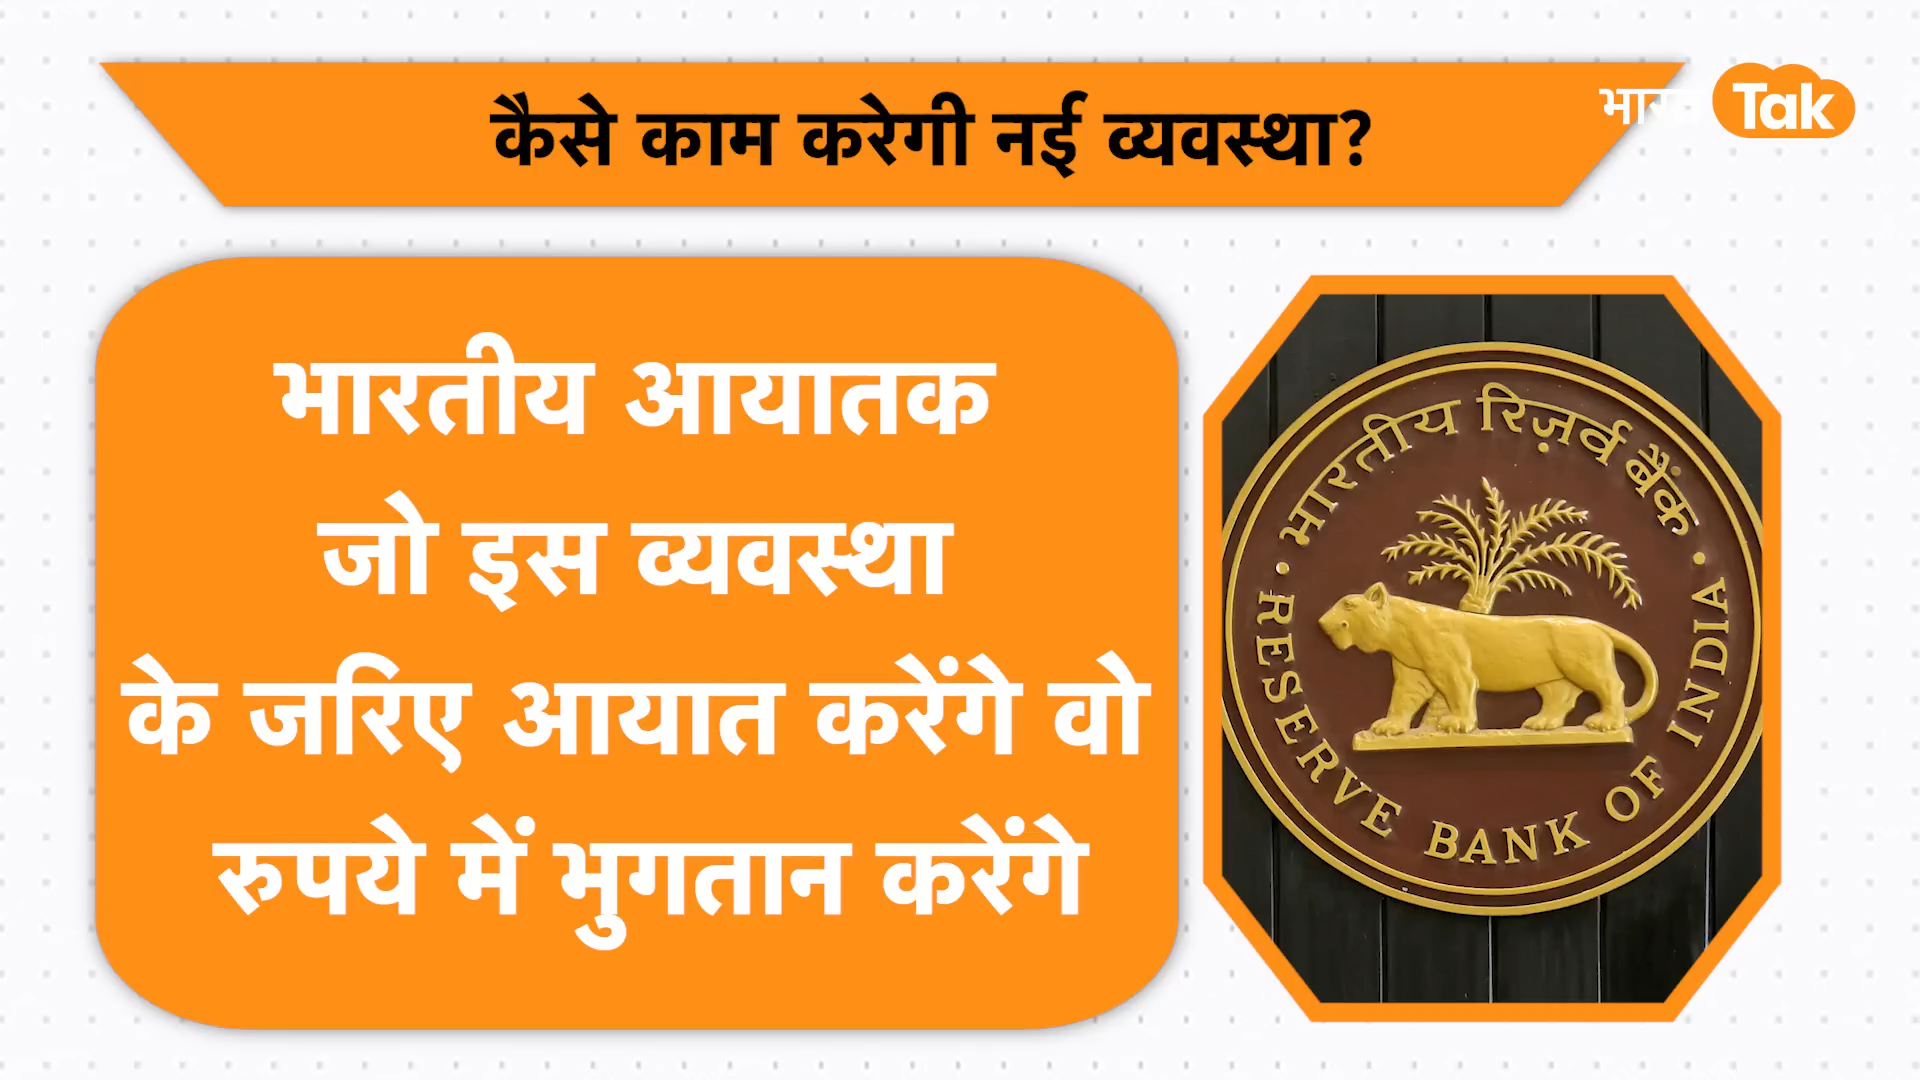 कैसे काम करेगी नई व्यवस्था?
भारत Tak
भारतीय आयातक
जो इस व्यवस्था
के जरिए आयात करेंगे वो
रुपये में भुगतान करेंगे
भारतीय रिज़र्व बैंक
RESERVE BANK OF INDIA